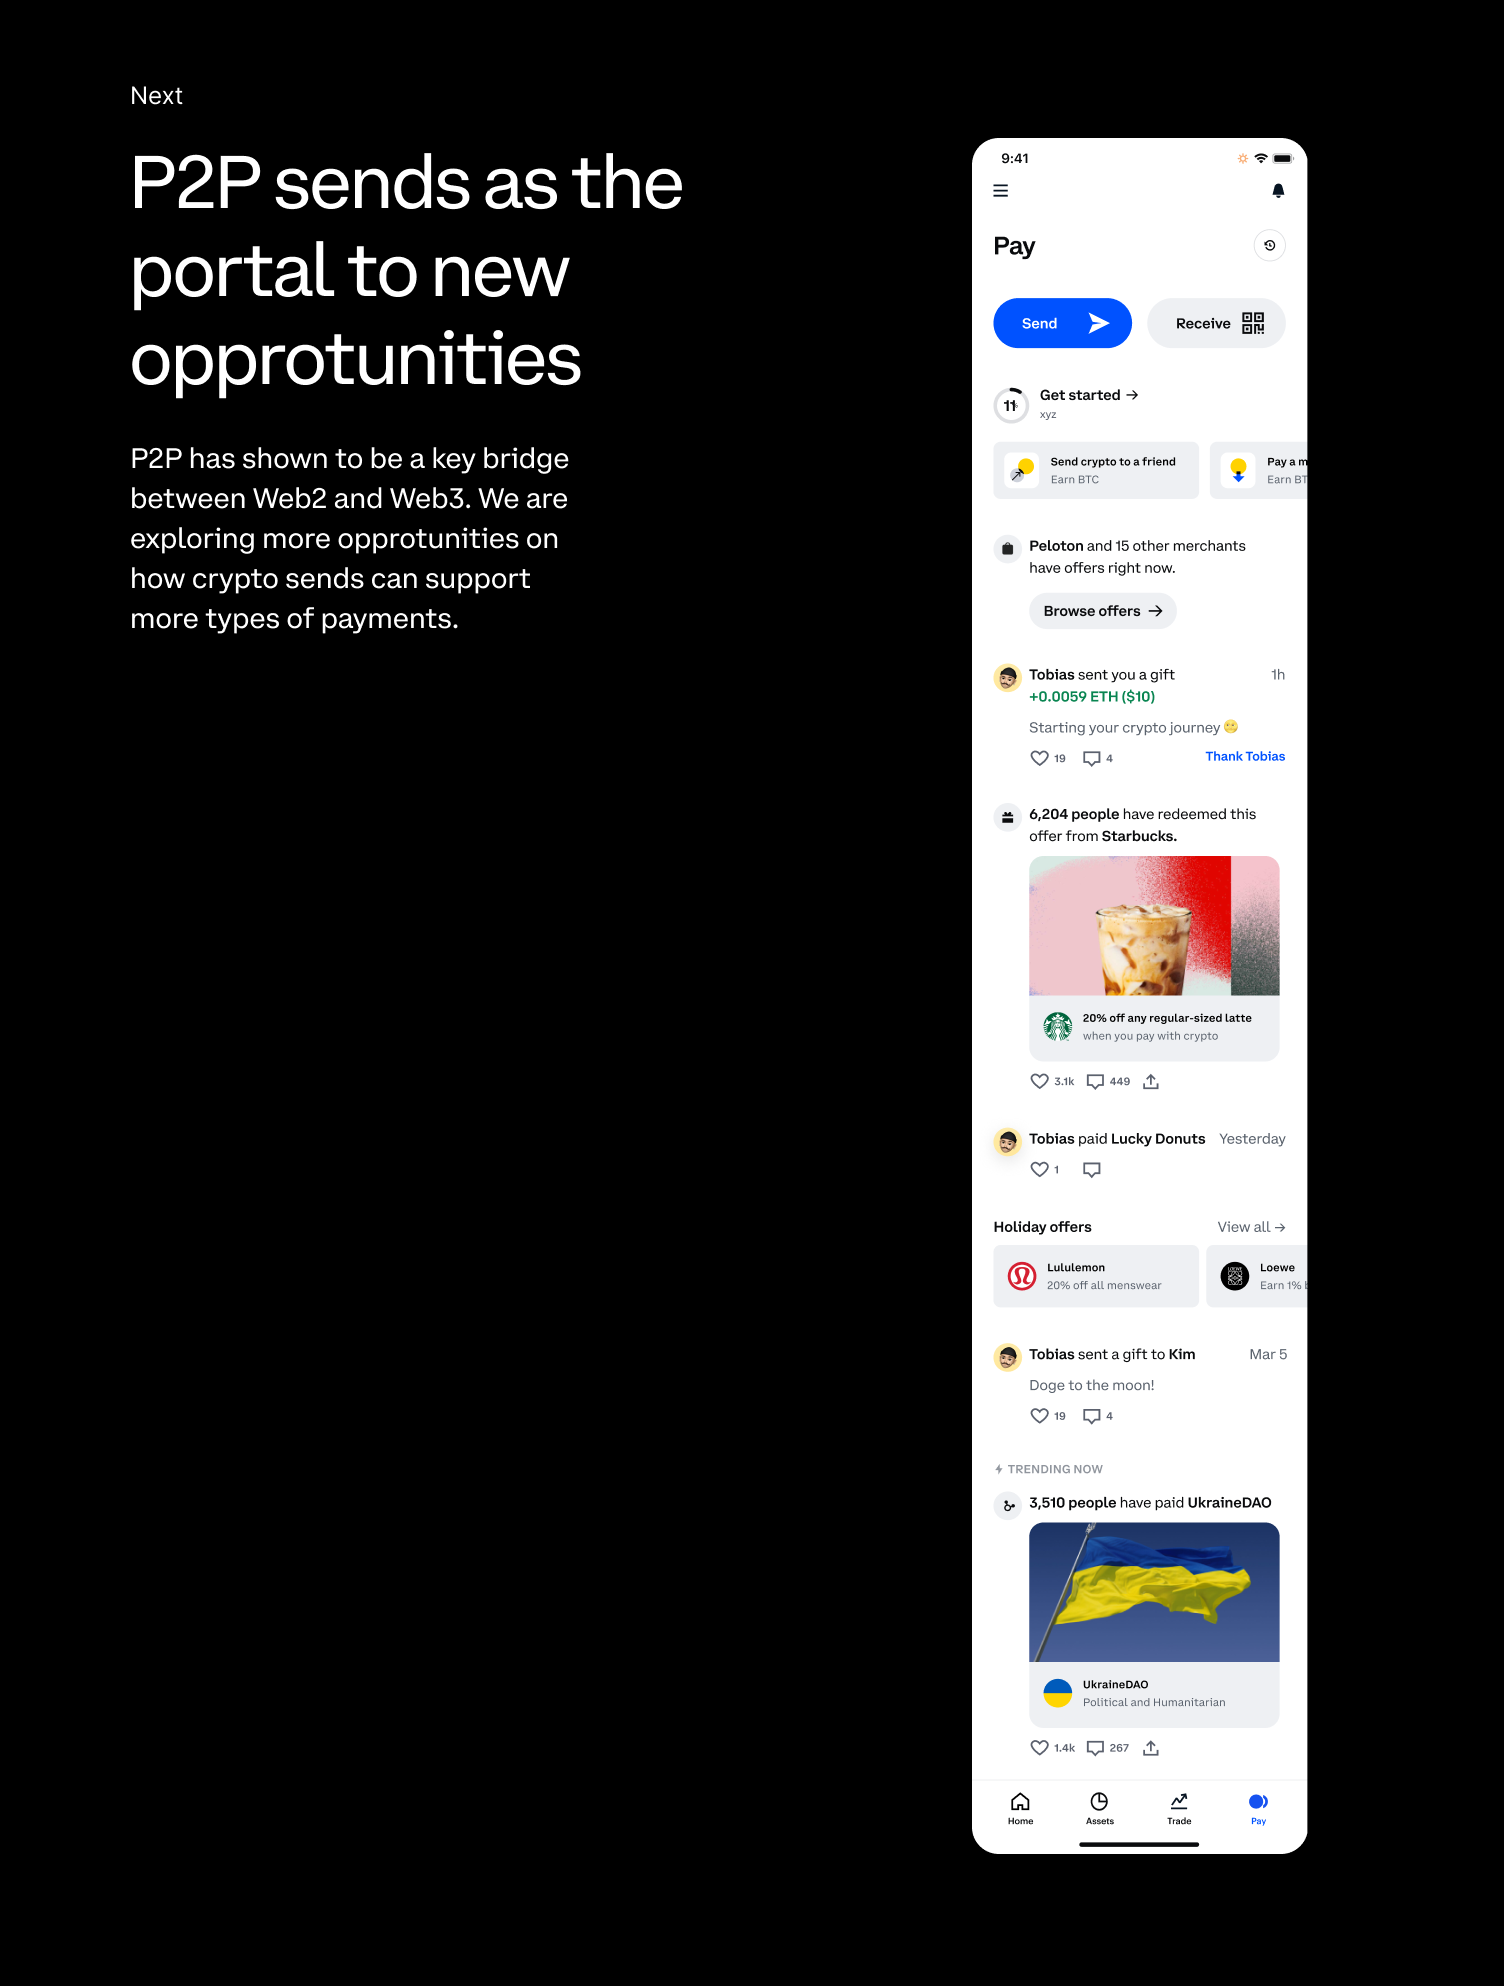 Next
P2P sends as the
portal to new
opprotunities
P2P has shown to be a key bridge
between Web2 and Web3. We are
exploring more opprotunities on
how crypto sends can support
more types of payments.
9:41
Pay
Send
Receive
11%
Get started →
xyz
Send crypto to a friend
Earn BTC
Pay a m
Earn BT
Peloton and 15 other merchants
have offers right now.
Browse offers →
Tobias sent you a gift 1h
+0.0059 ETH ($10)
Starting your crypto journey
19 4 Thank Tobias
6,204 people have redeemed this
offer from Starbucks.
20% off any regular-sized latte
when you pay with crypto
3.1k 449
Tobias paid Lucky Donuts Yesterday
1
Holiday offers View all →
Lululemon
20% off all menswear
LOEWE
Loewe
Earn 1% b
Tobias sent a gift to Kim Mar 5
Doge to the moon!
19 4
TRENDING NOW
3,510 people have paid UkraineDAO
UkraineDAO
Political and Humanitarian
1.4k 267
Home Assets Trade Pay